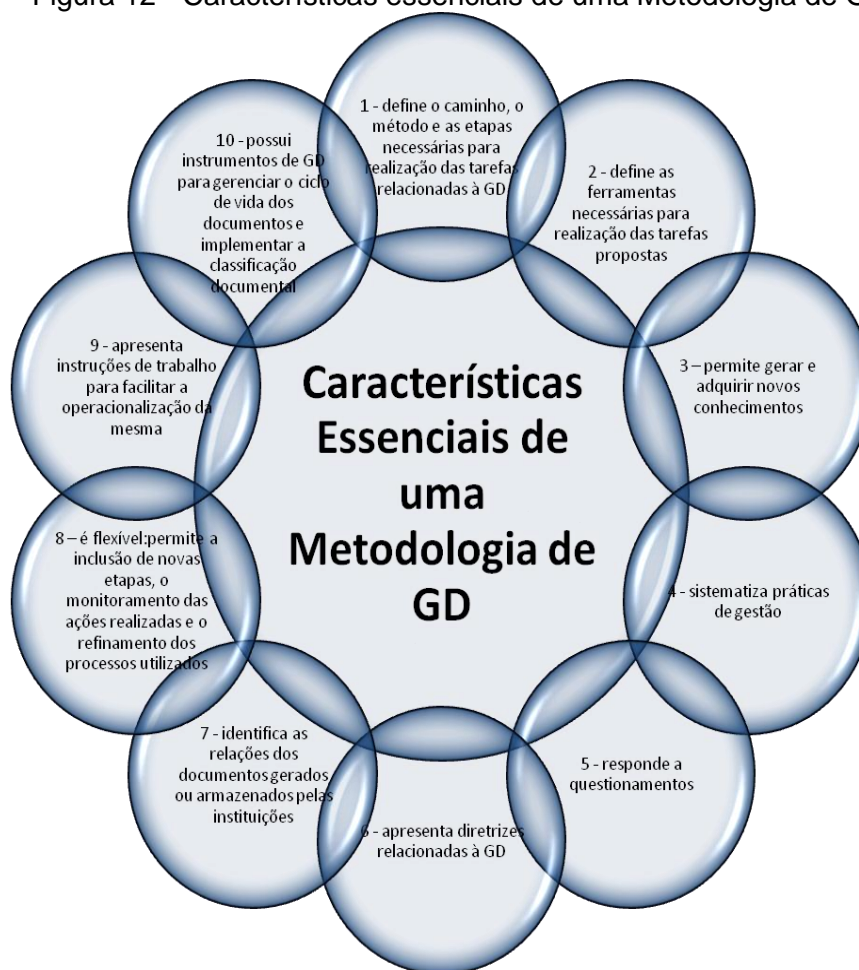 Figura 12 - Características essenciais de uma Metodologia de G
1 - define o caminho, o
método e as etapas
necessárias para
realização das tarefas
relacionadas à GD
2 - define as
ferramentas
necessárias para
realização das tarefas
propostas
3 – permite gerar e
adquirir novos
conhecimentos
4 - sistematiza práticas
de gestão
5 - responde a
questionamentos
6 - apresenta diretrizes
relacionadas à GD
7 - identifica as
relações dos
documentos gerados
ou armazenados pelas
instituições
8 – é flexível:permite a
inclusão de novas
etapas, o
monitoramento das
ações realizadas e o
refinamento dos
processos utilizados
9 - apresenta
instruções de trabalho
para facilitar a
operacionalização da
mesma
10 - possui
instrumentos de GD
para gerenciar o ciclo
de vida dos
documentos e
implementar a
classificação
documental
Características
Essenciais de
uma
Metodologia de
GD